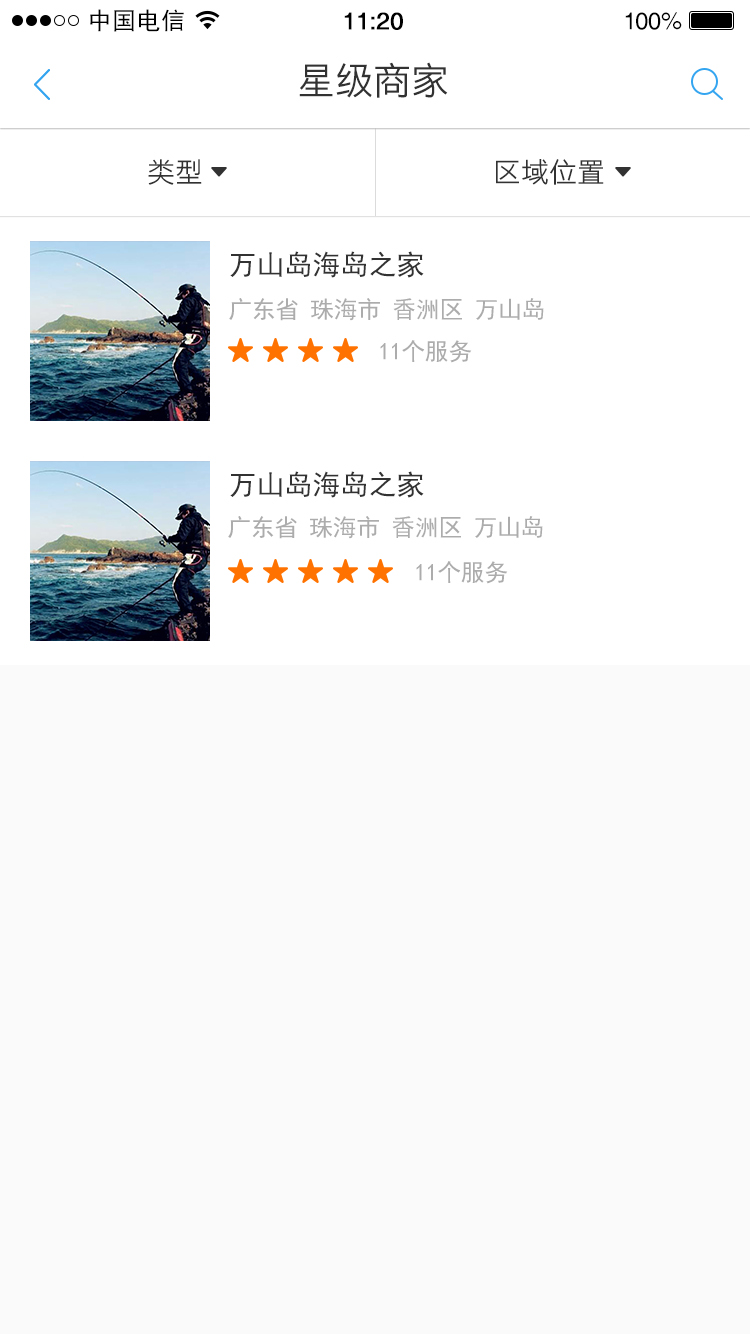 中国电信 11:20 100%
星级商家
类型 区域位置
万山岛海岛之家
广东省 珠海市 香洲区 万山岛
11个服务
万山岛海岛之家
广东省 珠海市 香洲区 万山岛
11个服务